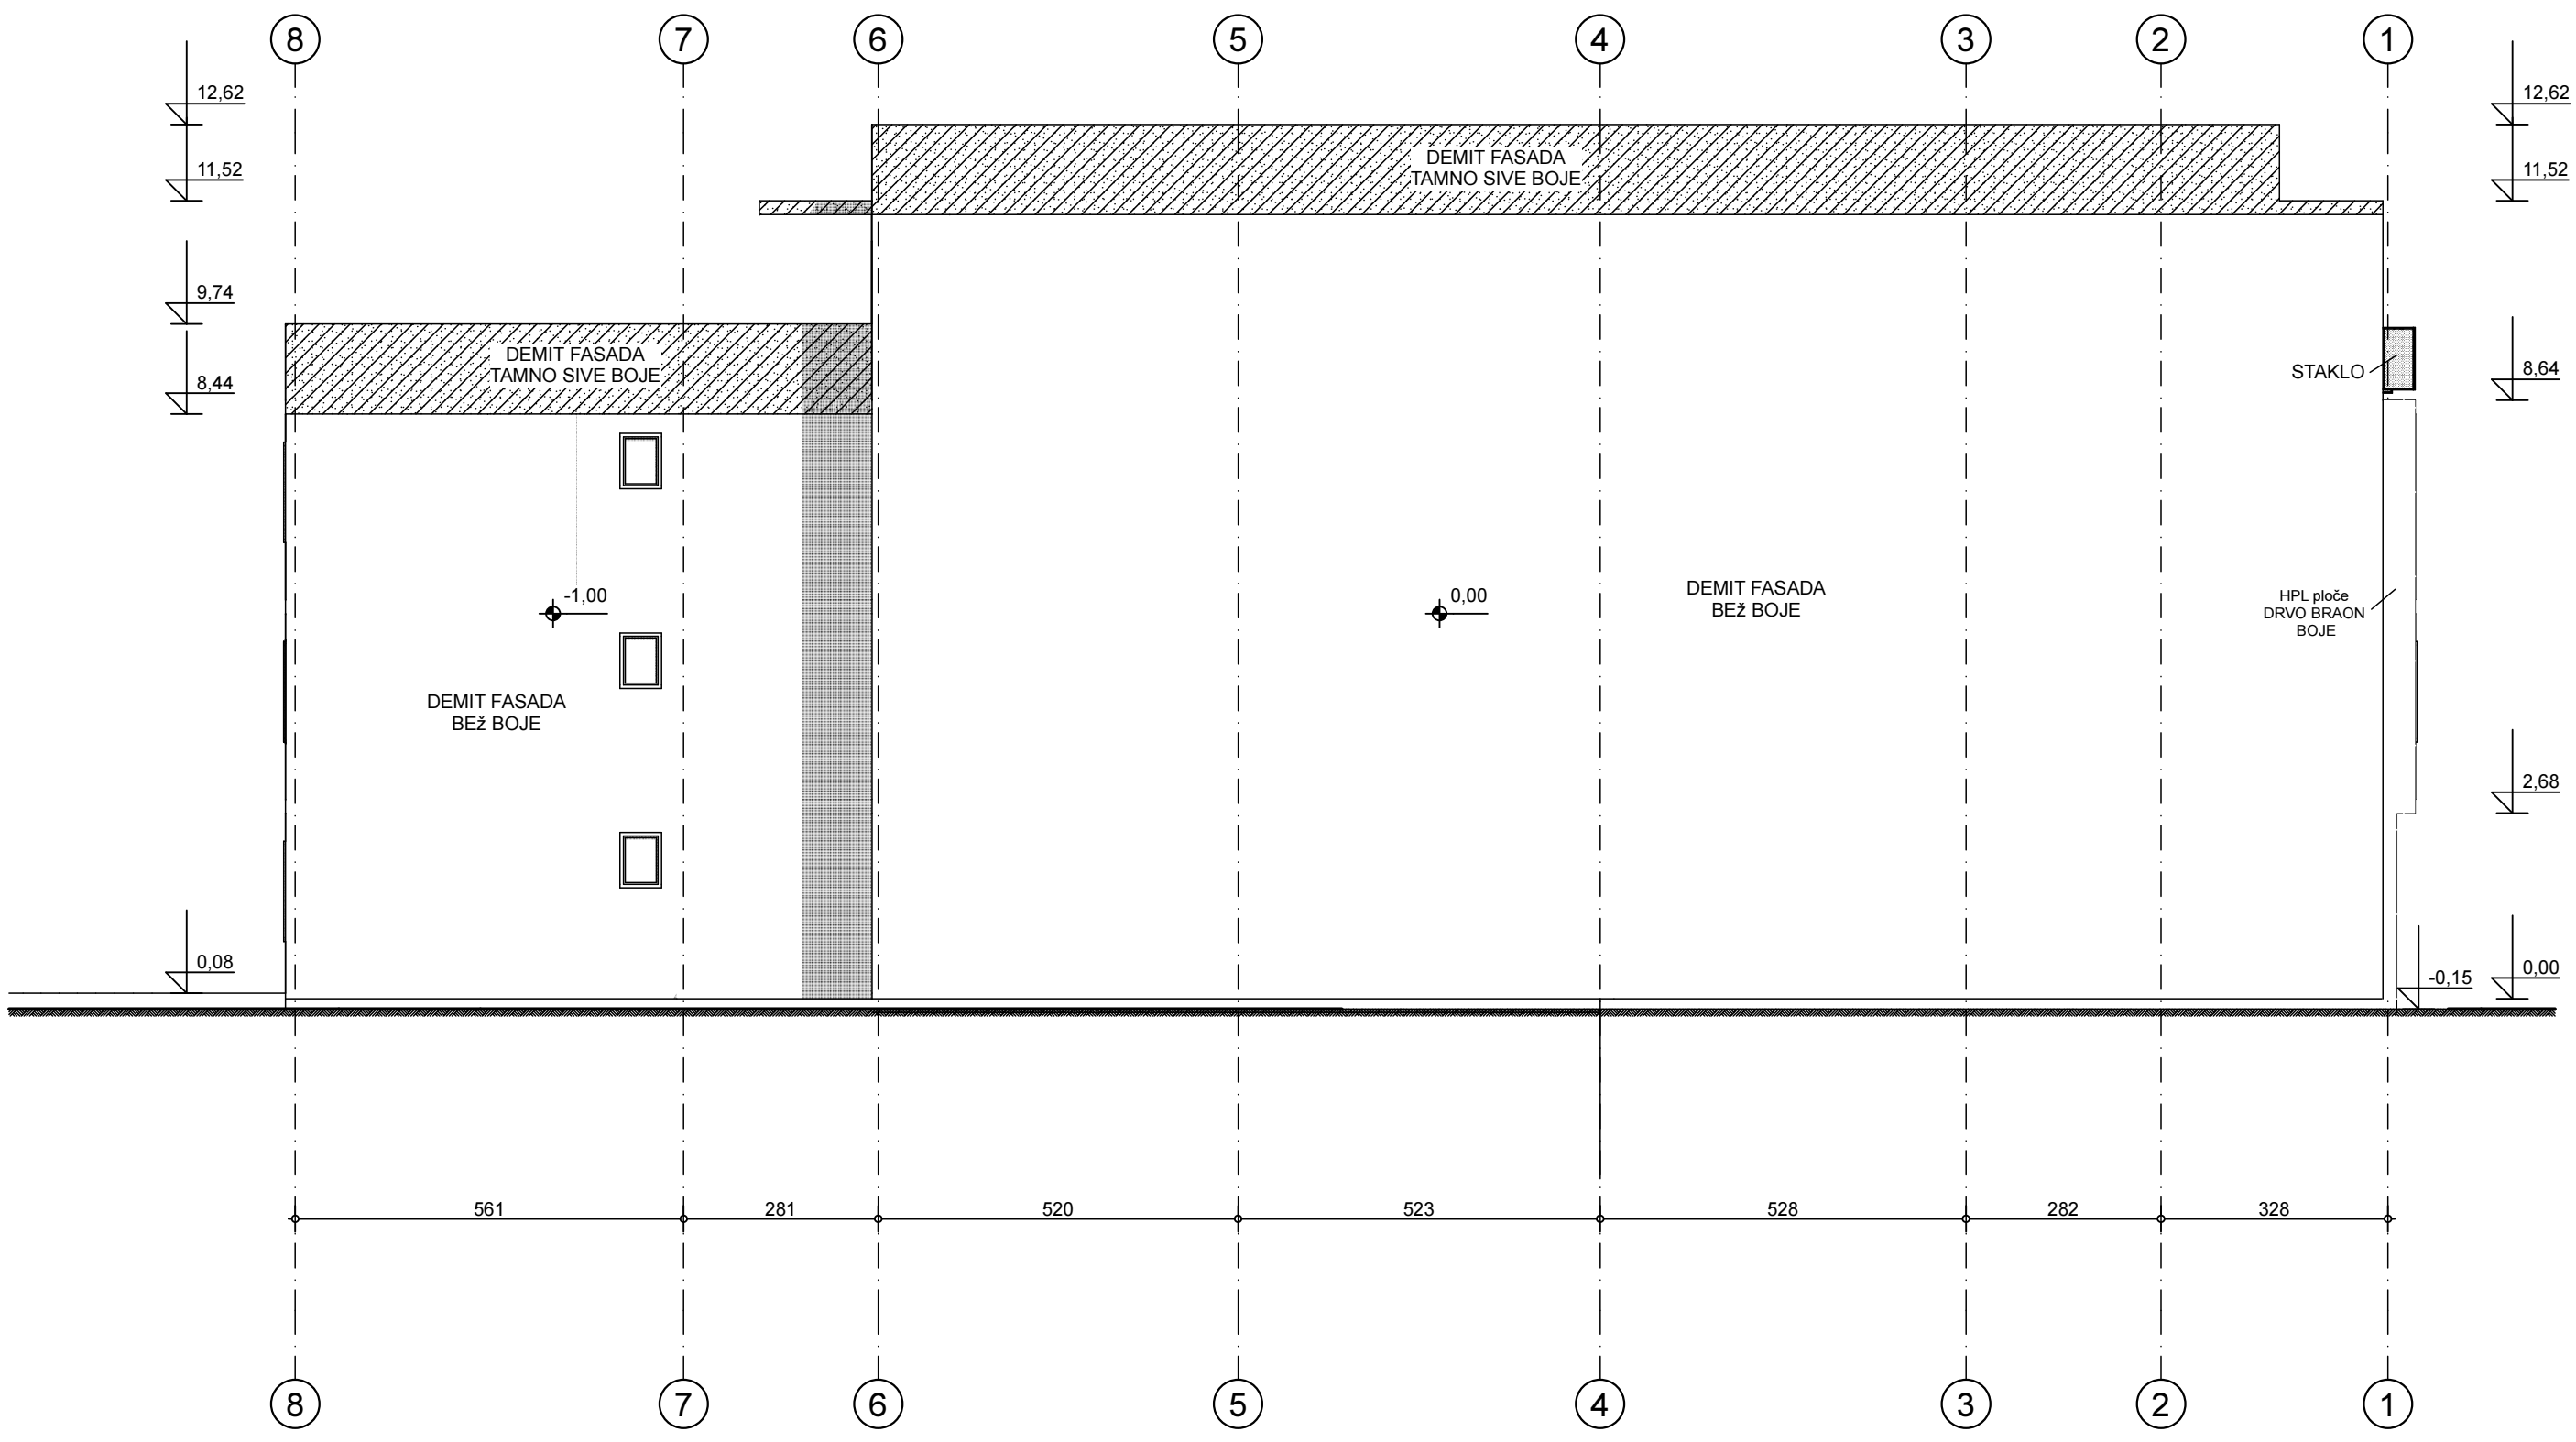 8 7 6 5 4 3 2 1
12,62
12,62
DEMIT FASADA
TAMNO SIVE BOJE
11,52
11,52
9,74
DEMIT FASADA
TAMNO SIVE BOJE
8,44
STAKLO
8,64
-1,00
0,00
DEMIT FASADA
BEž BOJE
HPL ploče
DRVO BRAON
BOJE
DEMIT FASADA
BEž BOJE
2,68
0,08
-0,15
0,00
561 281 520 523 528 282 328
8 7 6 5 4 3 2 1